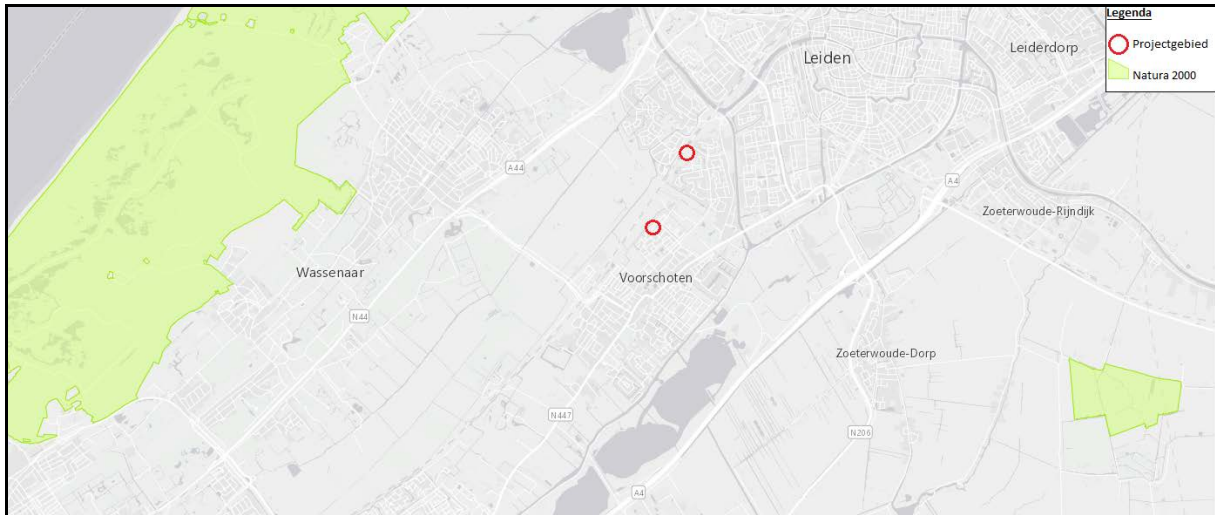 Legenda
Projectgebied
Natura 2000
Leiden
Leiderdorp
A44
A4
Zoeterwoude-Rijndijk
Wassenaar
Voorschoten
N44
Zoeterwoude-Dorp
N447
N206
A4